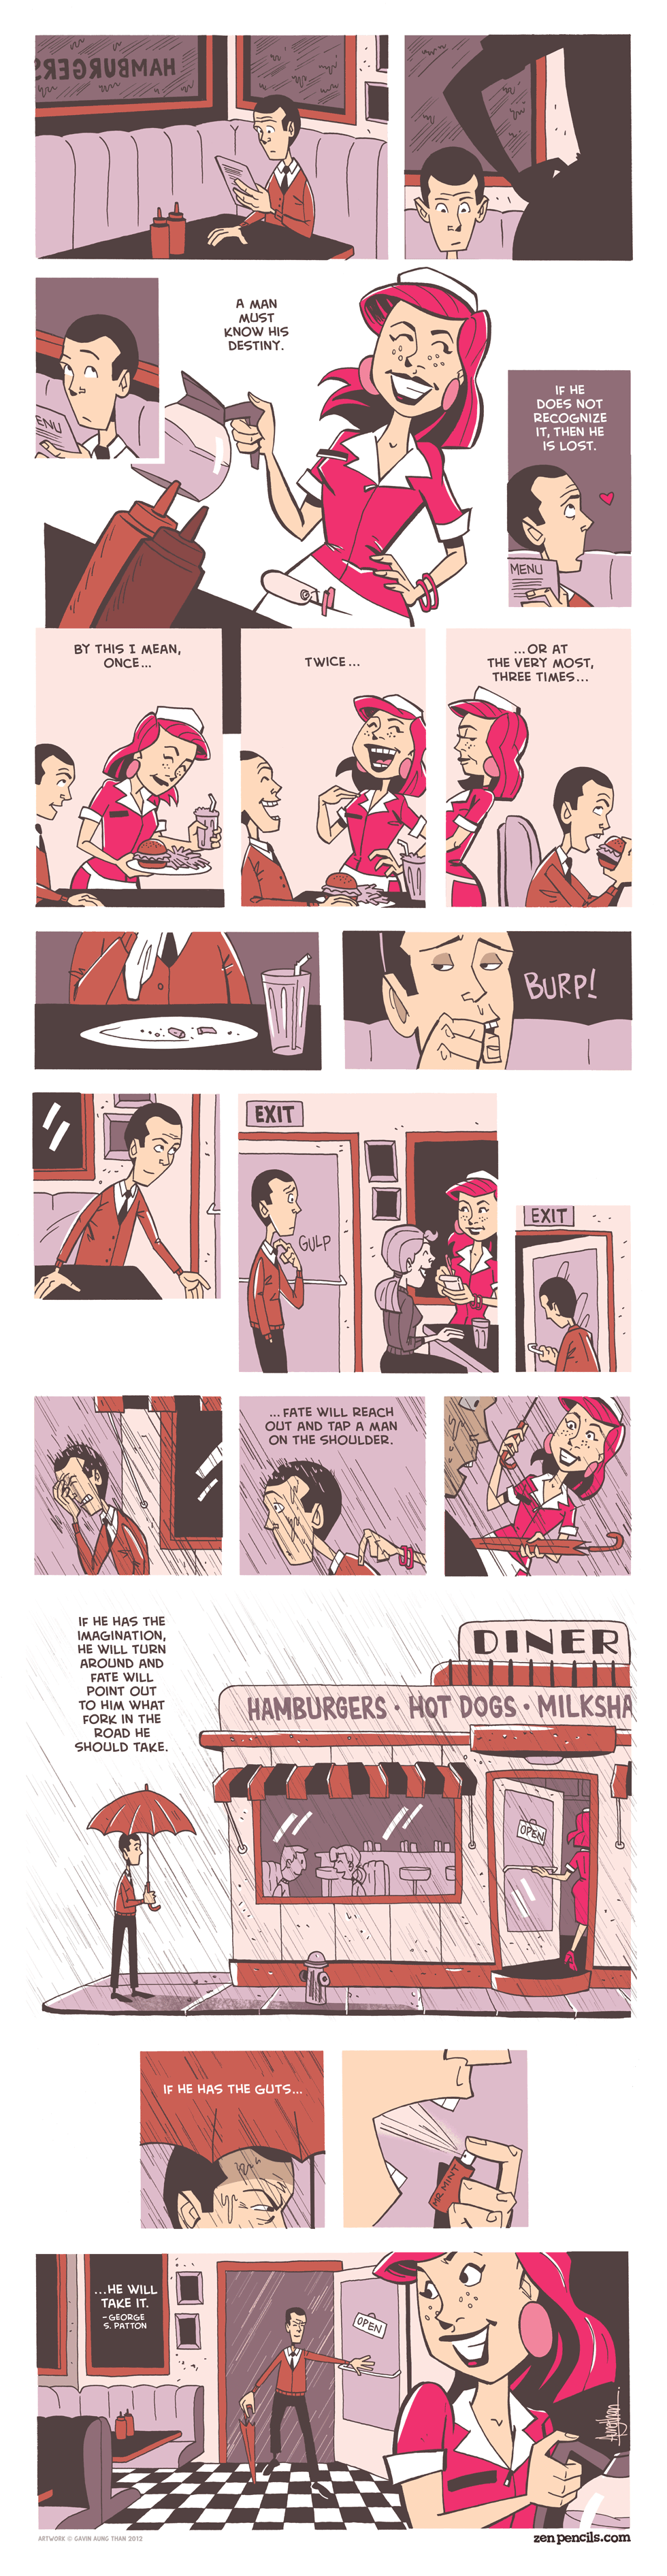 HAMBURGERS
A MAN
MUST
KNOW HIS
DESTINY.
ENU
IF HE
DOES NOT
RECOGNIZE
IT, THEN HE
IS LOST.
MENU
BY THIS I MEAN,
ONCE...
TWICE...
...OR AT
THE VERY MOST,
THREE TIMES...
BURP!
EXIT
GULP
EXIT
...FATE WILL REACH
OUT AND TAP A MAN
ON THE SHOULDER.
IF HE HAS THE
IMAGINATION,
HE WILL TURN
AROUND AND
FATE WILL
POINT OUT
TO HIM WHAT
FORK IN THE
ROAD HE
SHOULD TAKE.
DINER
HAMBURGERS · HOT DOGS · MILKSHA
OPEN
IF HE HAS THE GUTS...
MR MINT
...HE WILL
TAKE IT.
-GEORGE
S. PATTON
OPEN
ARTWORK © GAVIN AUNG THAN 2012
zenpencils.com